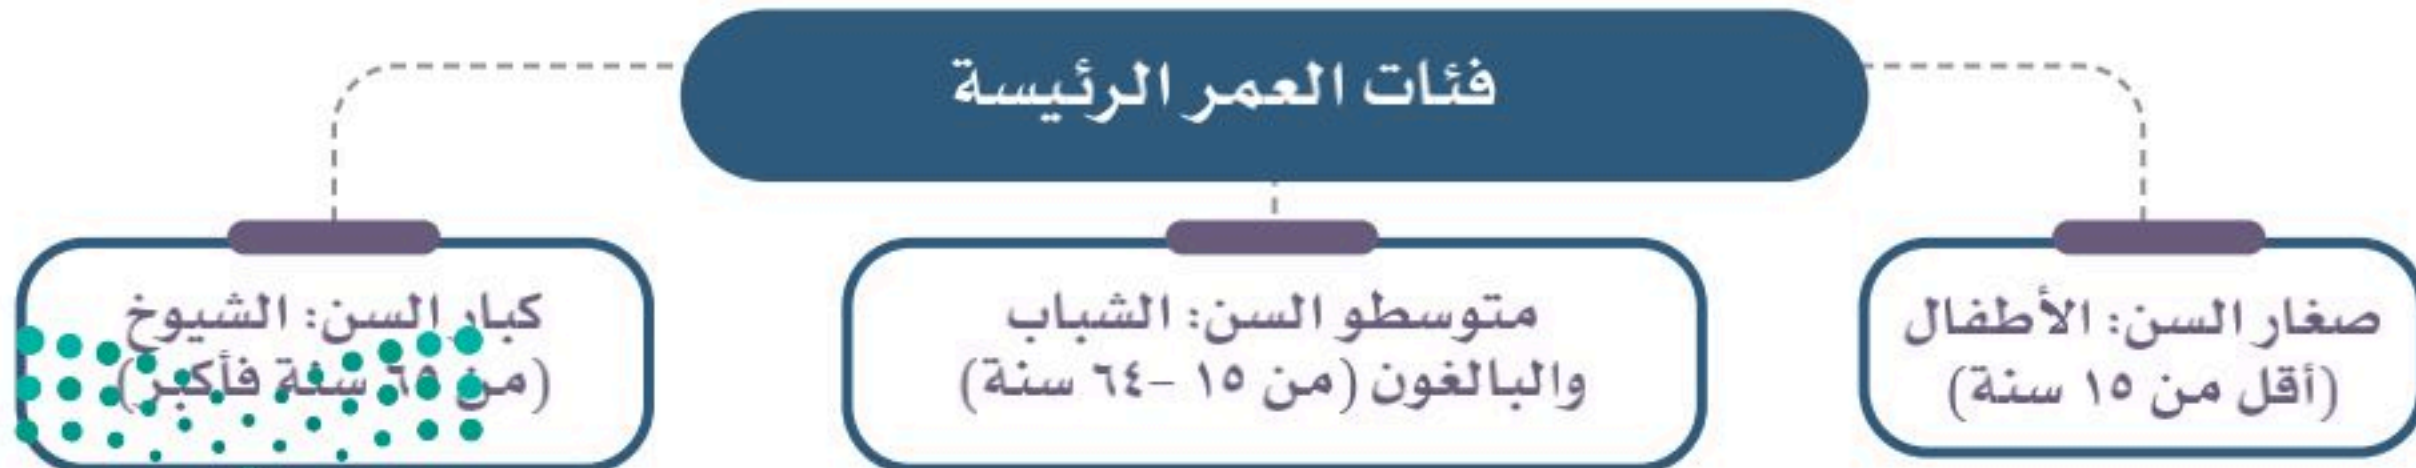 فئات العمر الرئيسة
صغار السن: الأطفال
(أقل من ١٥ سنة)
متوسطو السن: الشباب
والبالغون (من ١٥ –٦٤ سنة)
كبار السن: الشيوخ
(من ٦٥ سنة فأكبر)